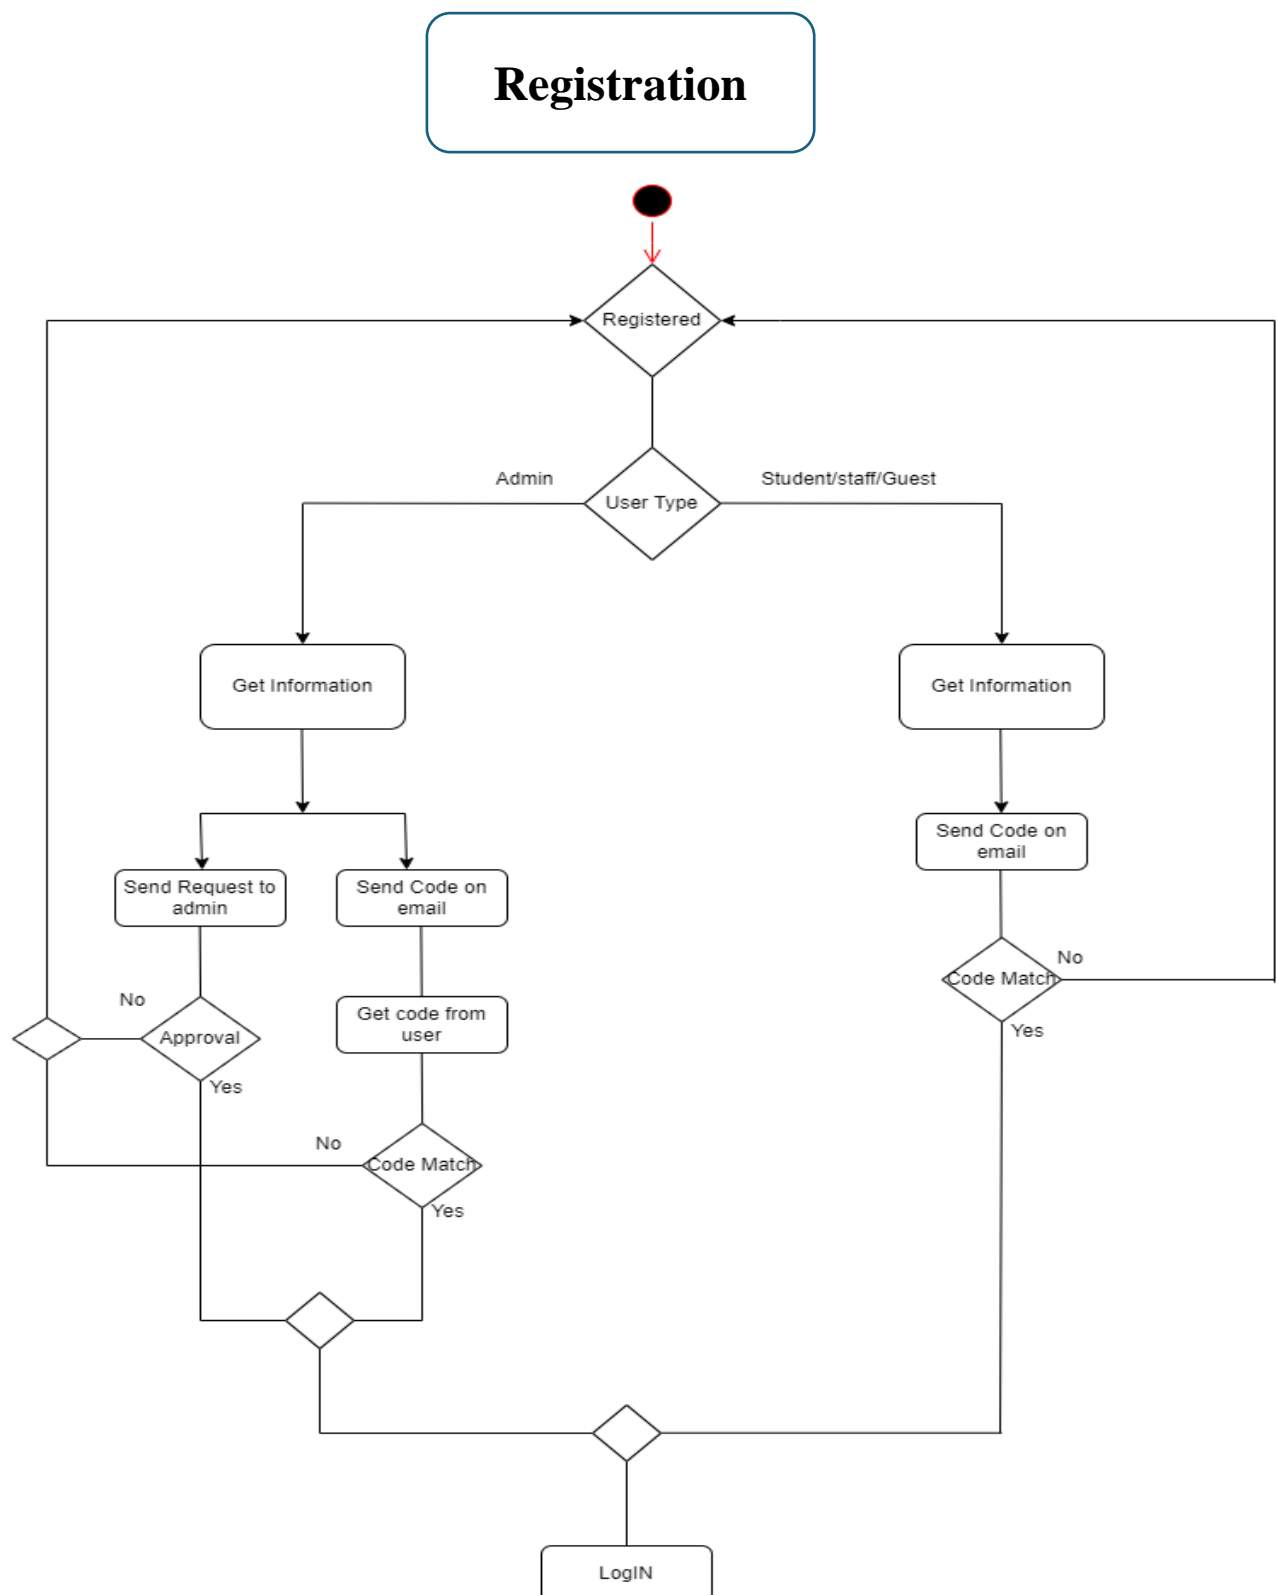 Registration
Registered
Admin
Student/staff/Guest
User Type
Get Information
Get Information
Send Code on
email
Send Request to
admin
Send Code on
email
No
Code Match
No
Get code from
user
Approval
Yes
Yes
No
Code Match
Yes
LogIN